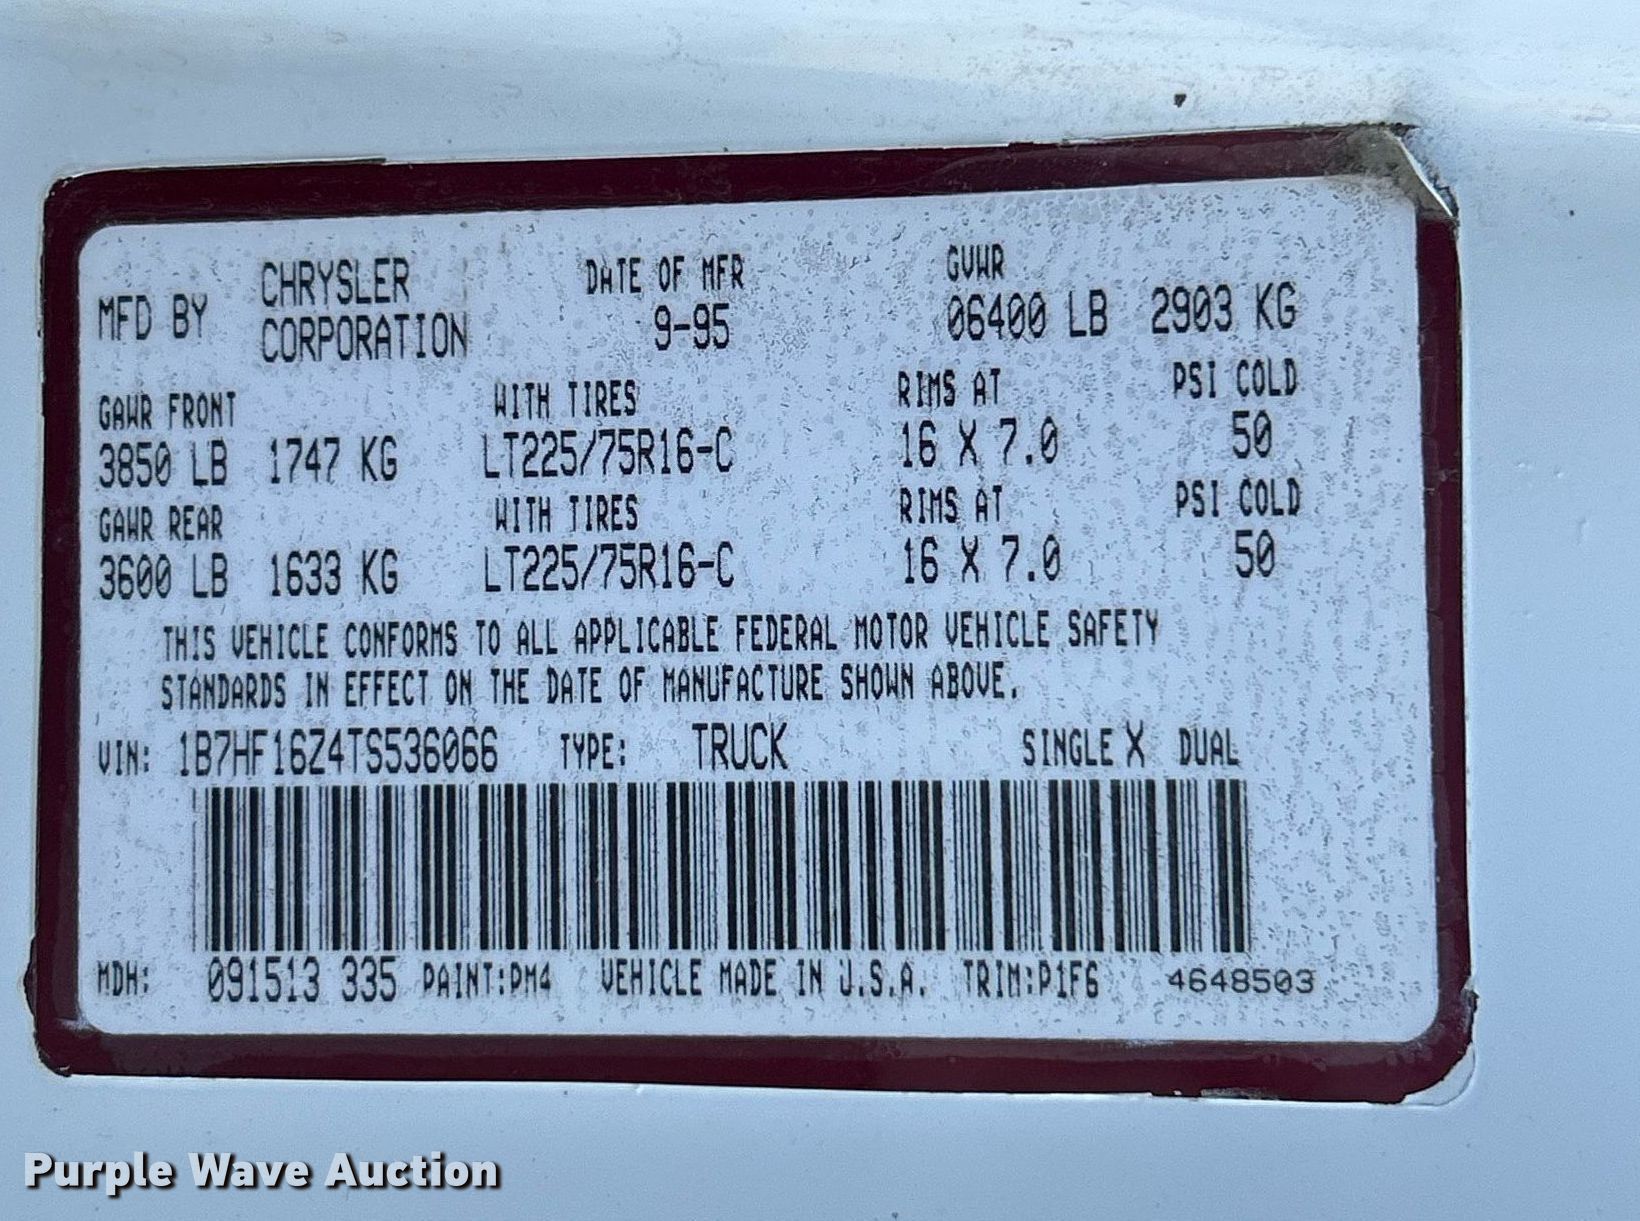 MFD BY CHRYSLER CORPORATION DATE OF MFR 9-95 GVWR 06400 LB 2903 KG
GAWR FRONT WITH TIRES RIMS AT PSI COLD
3850 LB 1747 KG LT225/75R16-C 16 X 7.0 50
GAWR REAR WITH TIRES RIMS AT PSI COLD
3600 LB 1633 KG LT225/75R16-C 16 X 7.0 50
THIS VEHICLE CONFORMS TO ALL APPLICABLE FEDERAL MOTOR VEHICLE SAFETY
STANDARDS IN EFFECT ON THE DATE OF MANUFACTURE SHOWN ABOVE.
VIN: 1B7HF16Z4TS536066 TYPE: TRUCK SINGLE X DUAL
MDH: 091513 335 PAINT:PM4 VEHICLE MADE IN U.S.A. TRIM:P1F6 4648503
Purple Wave Auction